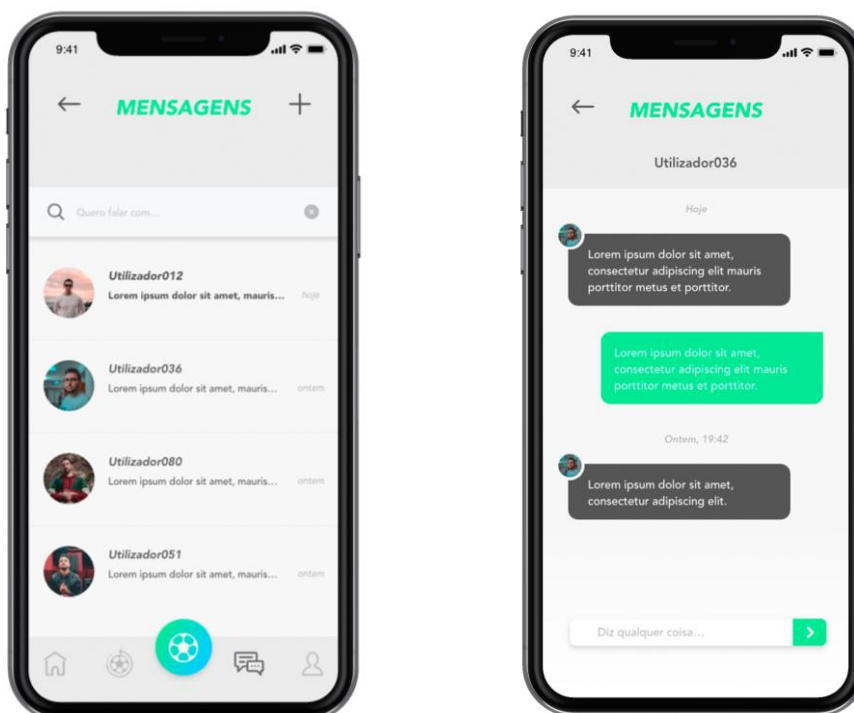 9:41
MENSAGENS
Quero falar com...
Utilizador012
Lorem ipsum dolor sit amet, mauris...
hoje
Utilizador036
Lorem ipsum dolor sit amet, mauris...
ontem
Utilizador080
Lorem ipsum dolor sit amet, mauris...
ontem
Utilizador051
Lorem ipsum dolor sit amet, mauris...
ontem
9:41
MENSAGENS
Utilizador036
Hoje
Lorem ipsum dolor sit amet,
consectetur adipiscing elit mauris
porttitor metus et porttitor.
Lorem ipsum dolor sit amet,
consectetur adipiscing elit mauris
porttitor metus et porttitor.
Ontem, 19:42
Lorem ipsum dolor sit amet,
consectetur adipiscing elit.
Diz qualquer coisa...